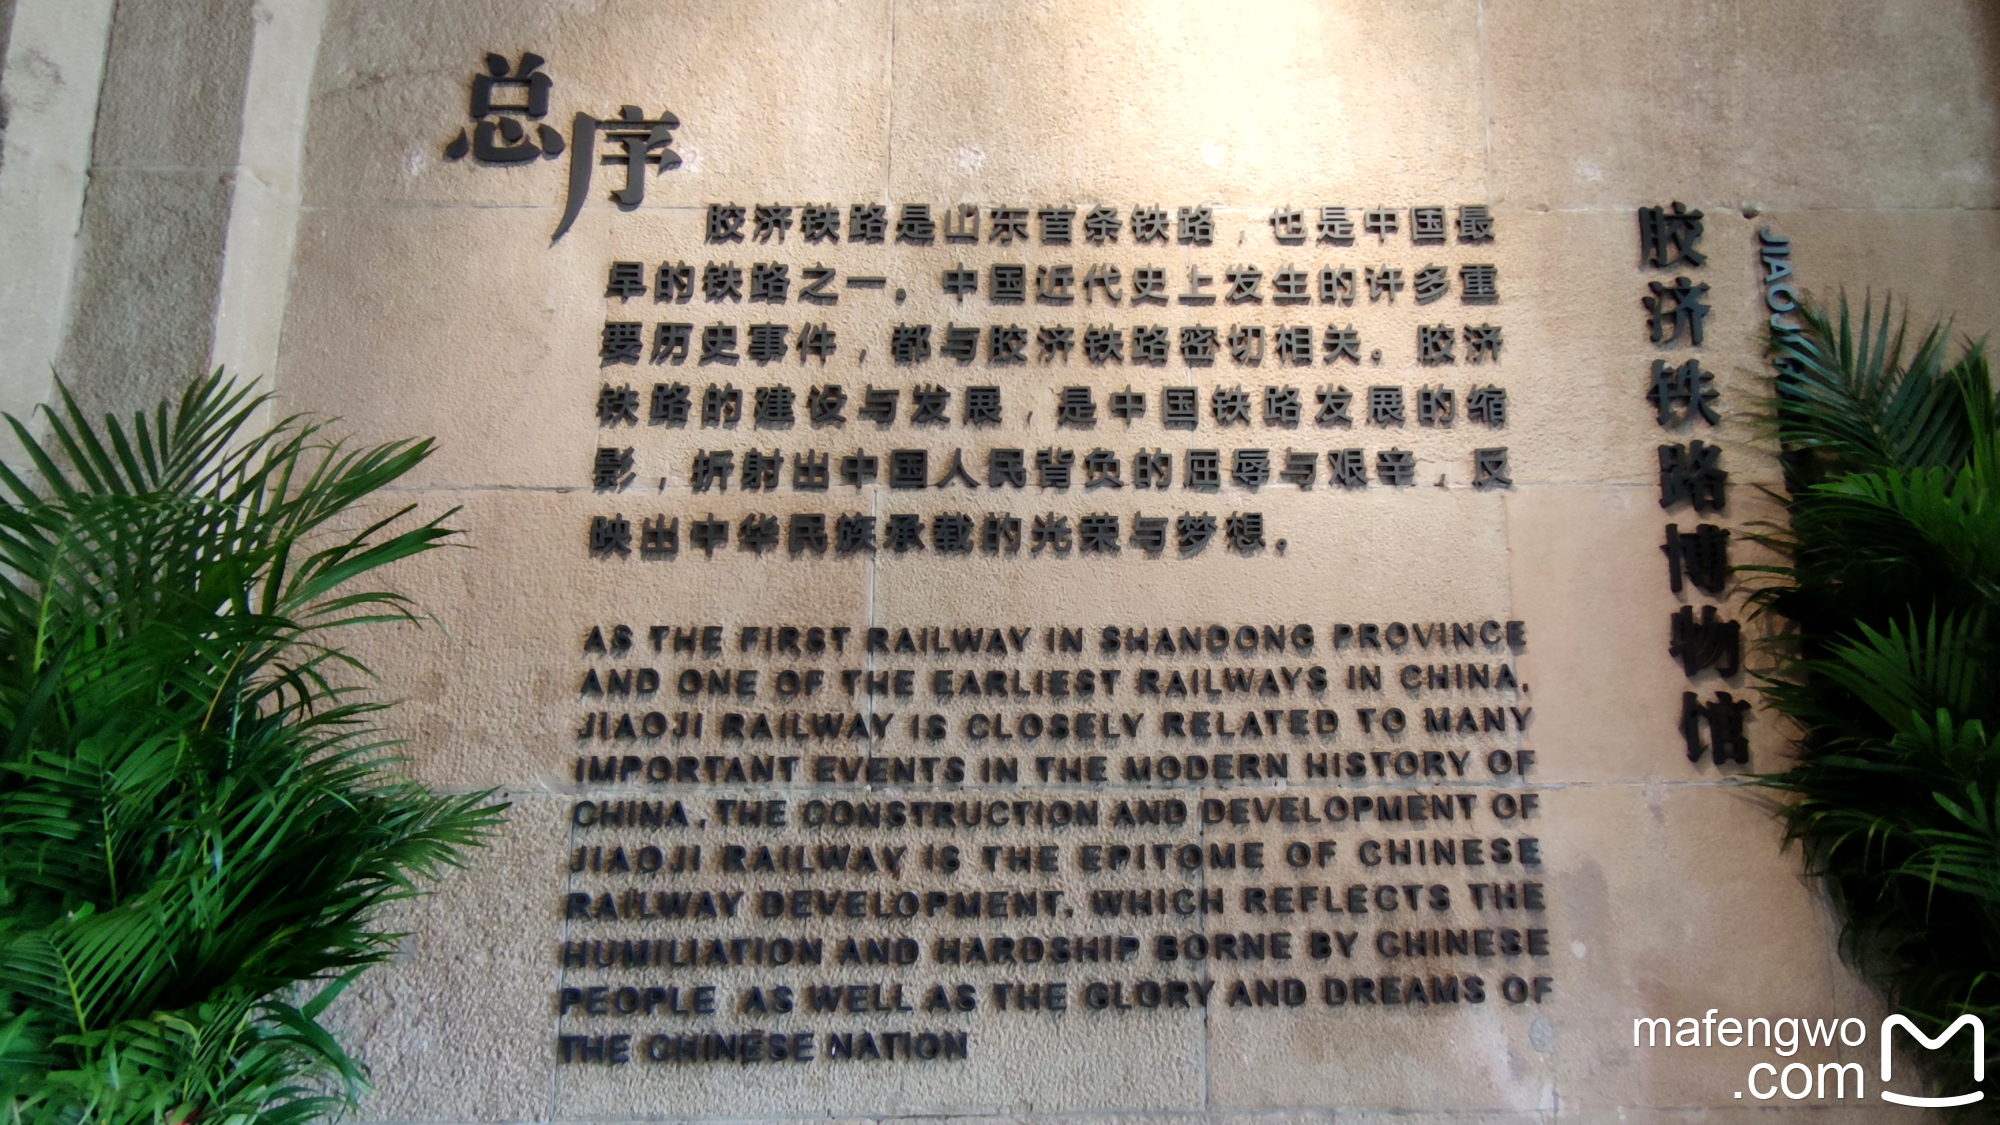 总序
胶济铁路是山东首条铁路，也是中国最
早的铁路之一。中国近代史上发生的许多重
要历史事件，都与胶济铁路密切相关。胶济
铁路的建设与发展，是中国铁路发展的缩
影，折射出中国人民背负的屈辱与艰辛，反
映出中华民族承载的光荣与梦想。
AS THE FIRST RAILWAY IN SHANDONG PROVINCE
AND ONE OF THE EARLIEST RAILWAYS IN CHINA,
JIAOJI RAILWAY IS CLOSELY RELATED TO MANY
IMPORTANT EVENTS IN THE MODERN HISTORY OF
CHINA. THE CONSTRUCTION AND DEVELOPMENT OF
JIAOJI RAILWAY IS THE EPITOME OF CHINESE
RAILWAY DEVELOPMENT, WHICH REFLECTS THE
HUMILIATION AND HARDSHIP BORNE BY CHINESE
PEOPLE AS WELL AS THE GLORY AND DREAMS OF
THE CHINESE NATION
胶济铁路博物馆
JIAOJI
mafengwo
.com